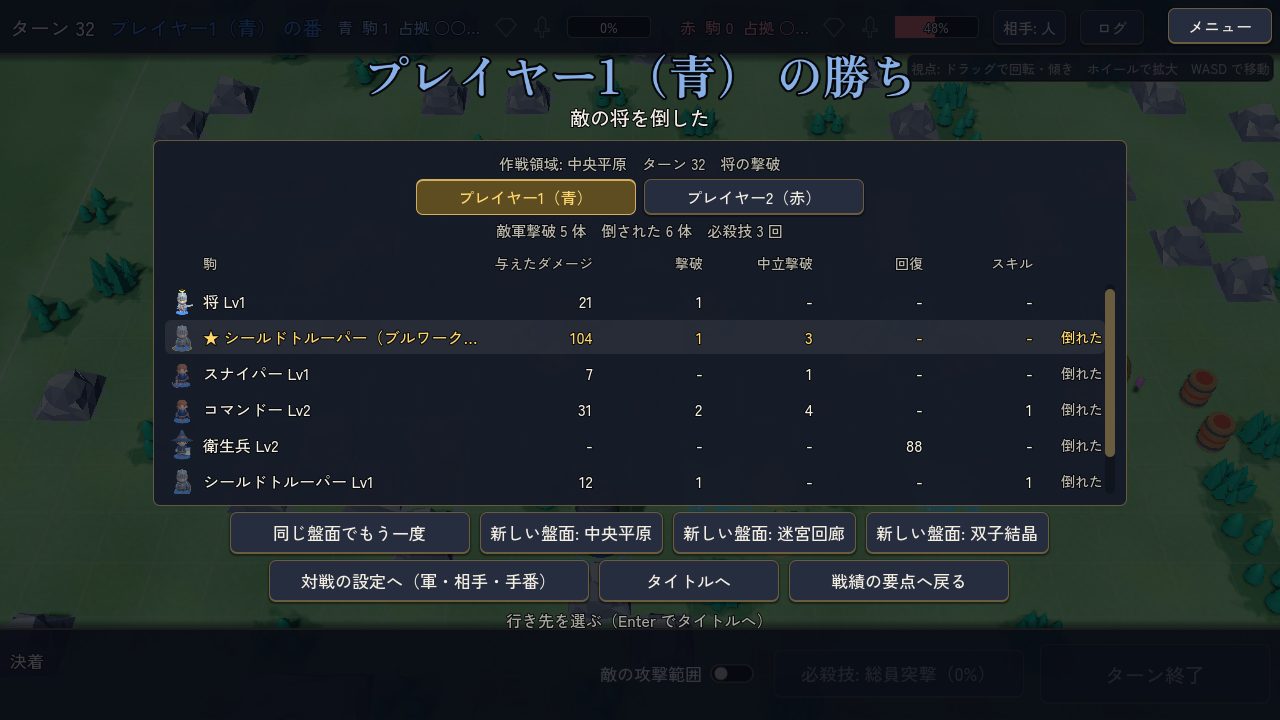 ターン 32 プレイヤー1（青） の番 青 駒 1 占拠 〇〇... 0% 赤 駒 0 占拠 〇... 48% 相手: 人 ログ メニュー
視点: ドラッグで回転・傾き ホイールで拡大 WASD で移動
プレイヤー1（青） の勝ち
敵の将を倒した
作戦領域: 中央平原 ターン 32 将の撃破
プレイヤー1（青） プレイヤー2（赤）
敵軍撃破 5 体 倒された 6 体 必殺技 3 回
駒 与えたダメージ 撃破 中立撃破 回復 スキル
将 Lv1 21 1 - - -
★ シールドトルーパー（ブルワーク... 104 1 3 - - 倒れた
スナイパー Lv1 7 - 1 - - 倒れた
コマンドー Lv2 31 2 4 - 1 倒れた
衛生兵 Lv2 - - - 88 - 倒れた
シールドトルーパー Lv1 12 1 - - 1 倒れた
同じ盤面でもう一度 新しい盤面: 中央平原 新しい盤面: 迷宮回廊 新しい盤面: 双子結晶
対戦の設定へ（軍・相手・手番） タイトルへ 戦績の要点へ戻る
行き先を選ぶ（Enter でタイトルへ）
決着
敵の攻撃範囲 必殺技: 総員突撃（0%） ターン終了